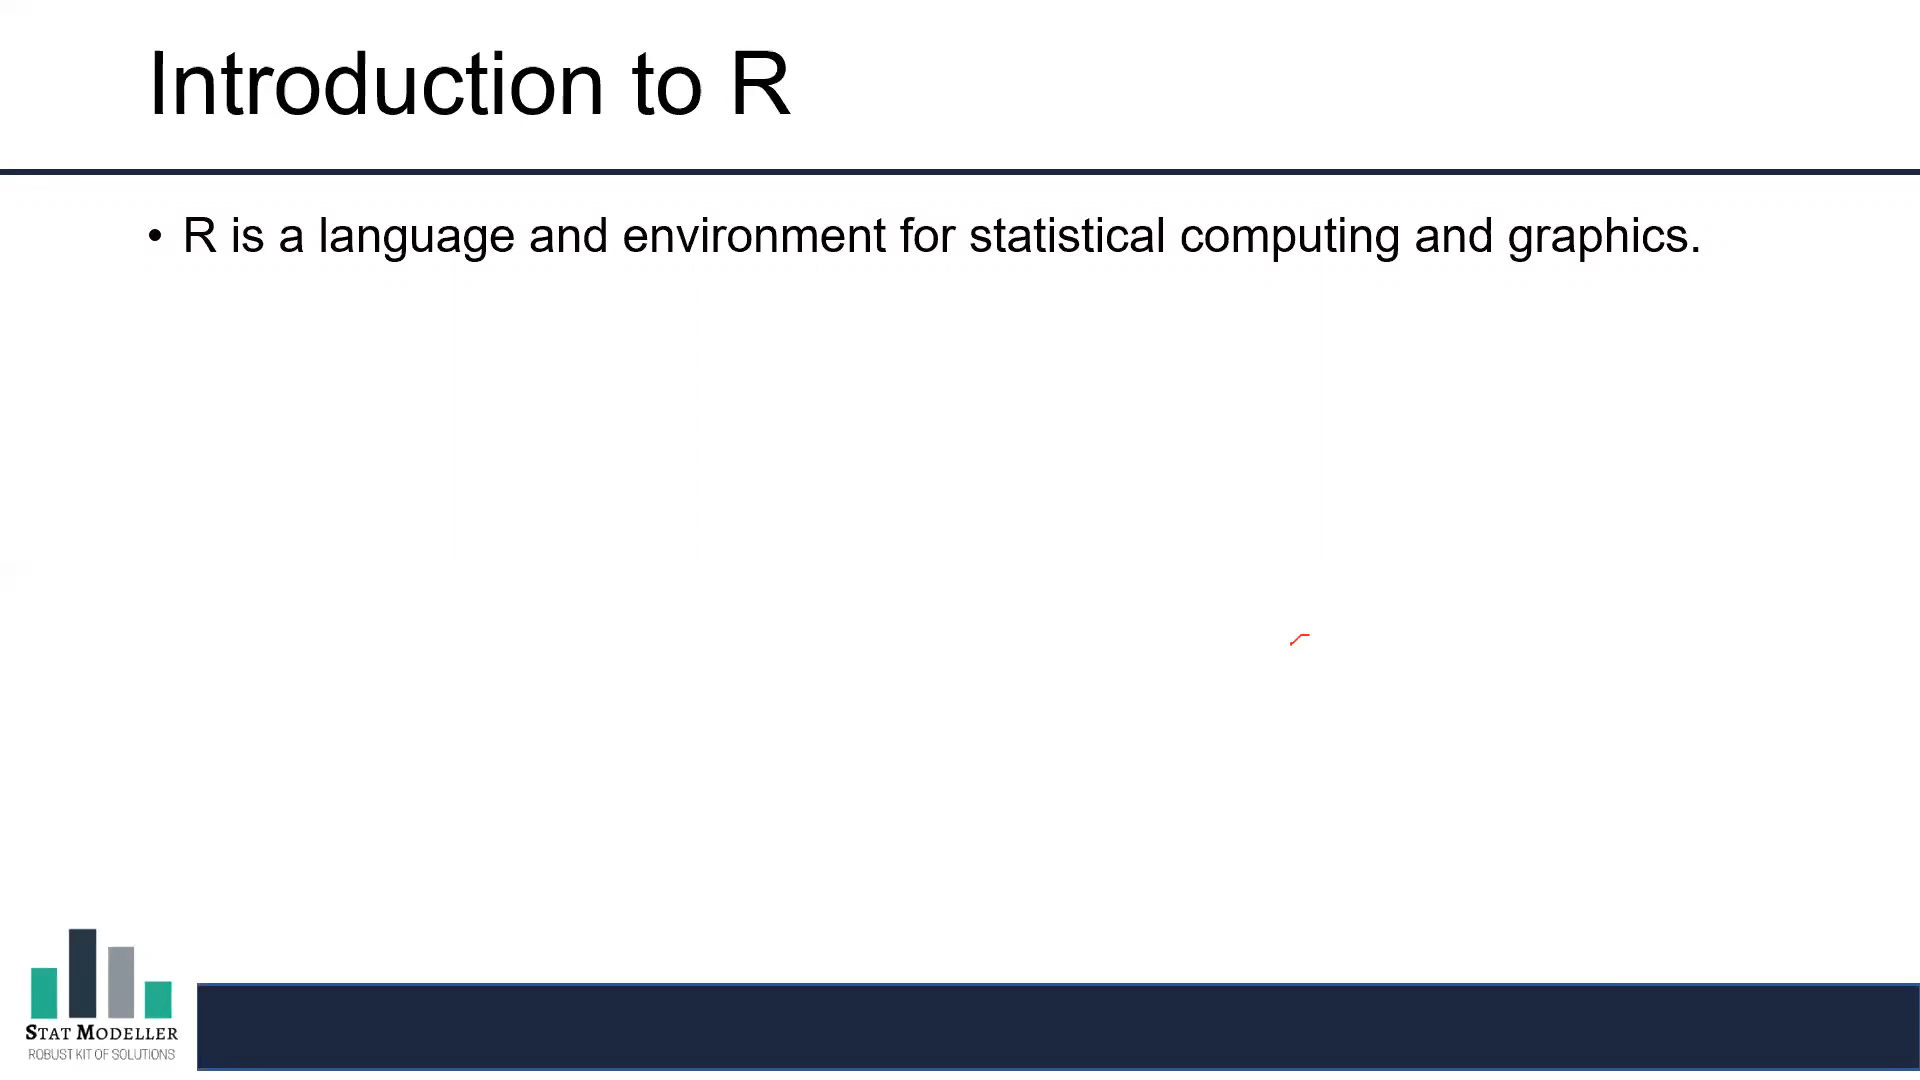 Introduction to R
• R is a language and environment for statistical computing and graphics.
STAT MODELLER
ROBUST KIT OF SOLUTIONS